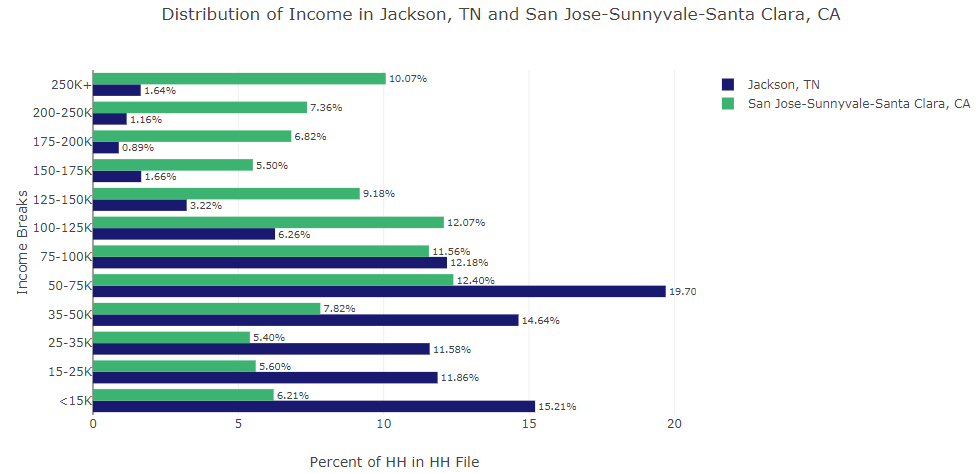 Distribution of Income in Jackson, TN and San Jose-Sunnyvale-Santa Clara, CA
Jackson, TN
San Jose-Sunnyvale-Santa Clara, CA
Income Breaks
250K+
10.07%
1.64%
200-250K
7.36%
1.16%
175-200K
6.82%
0.89%
150-175K
5.50%
1.66%
125-150K
9.18%
3.22%
100-125K
12.07%
6.26%
75-100K
11.56%
12.18%
50-75K
12.40%
19.70
35-50K
7.82%
14.64%
25-35K
5.40%
11.58%
15-25K
5.60%
11.86%
<15K
6.21%
15.21%
0 5 10 15 20
Percent of HH in HH File